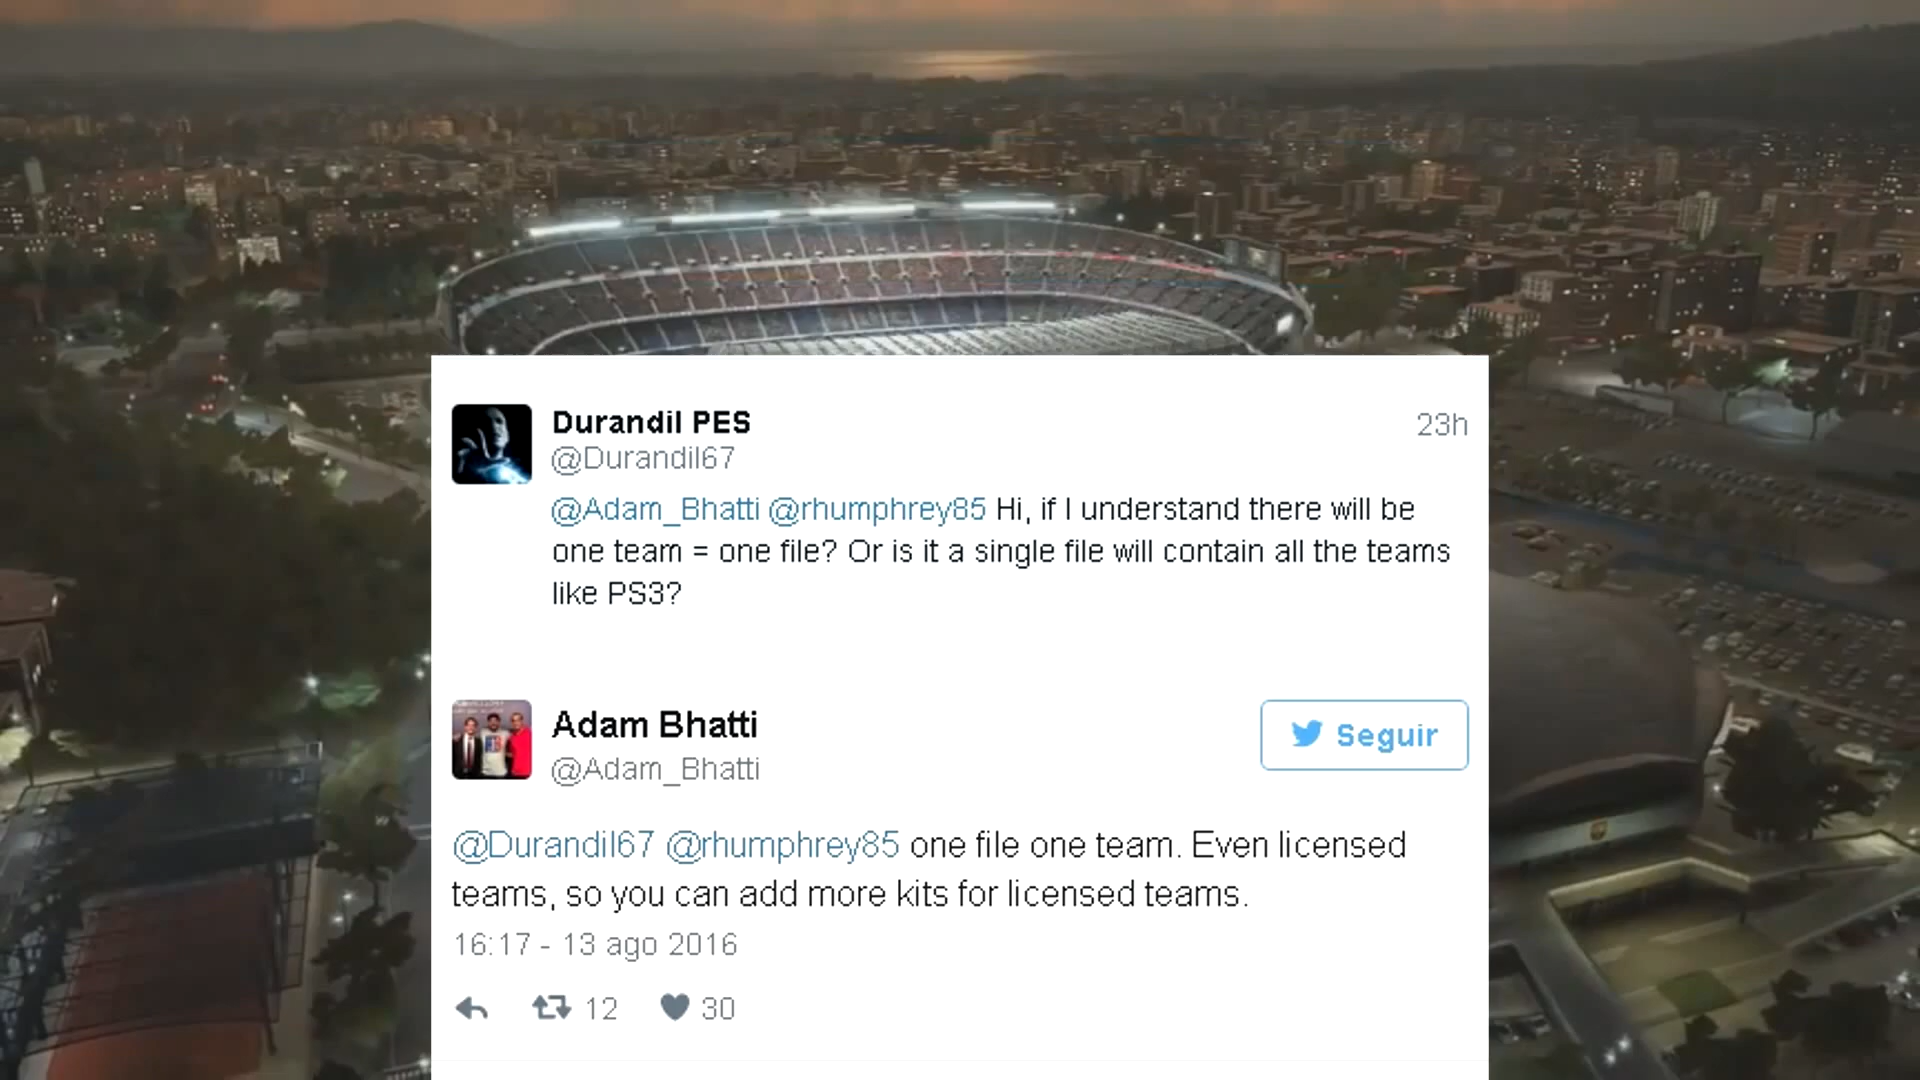 Durandil PES
23h
@Durandil67
@Adam_Bhatti @rhumphrey85 Hi, if I understand there will be
one team = one file? Or is it a single file will contain all the teams
like PS3?
Adam Bhatti
Seguir
@Adam_Bhatti
@Durandil67 @rhumphrey85 one file one team. Even licensed
teams, so you can add more kits for licensed teams.
16:17 - 13 ago 2016
12 30